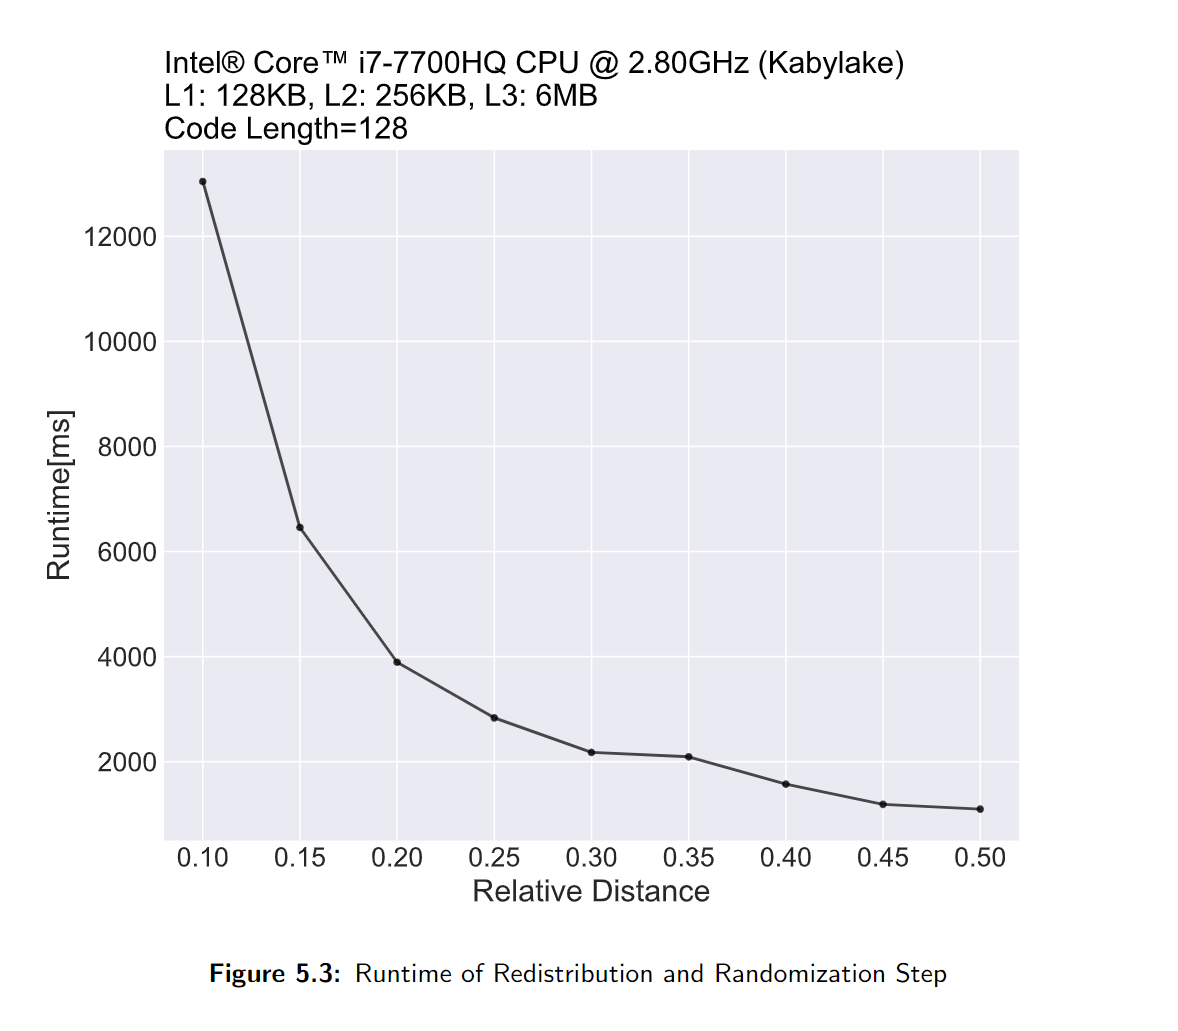 Intel® Core™ i7-7700HQ CPU @ 2.80GHz (Kabylake)
L1: 128KB, L2: 256KB, L3: 6MB
Code Length=128
12000
10000
8000
6000
4000
2000
Runtime[ms]
0.10 0.15 0.20 0.25 0.30 0.35 0.40 0.45 0.50
Relative Distance
Figure 5.3: Runtime of Redistribution and Randomization Step